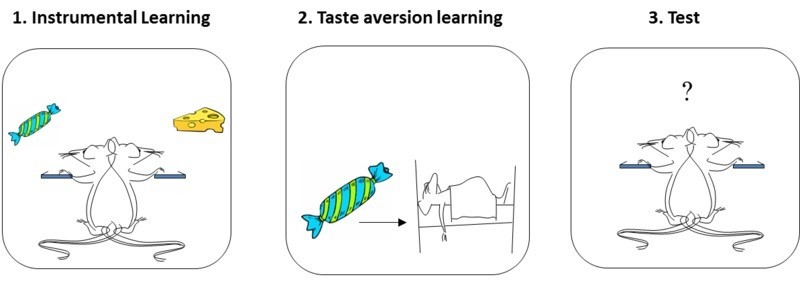 1. Instrumental Learning
2. Taste aversion learning
3. Test
?